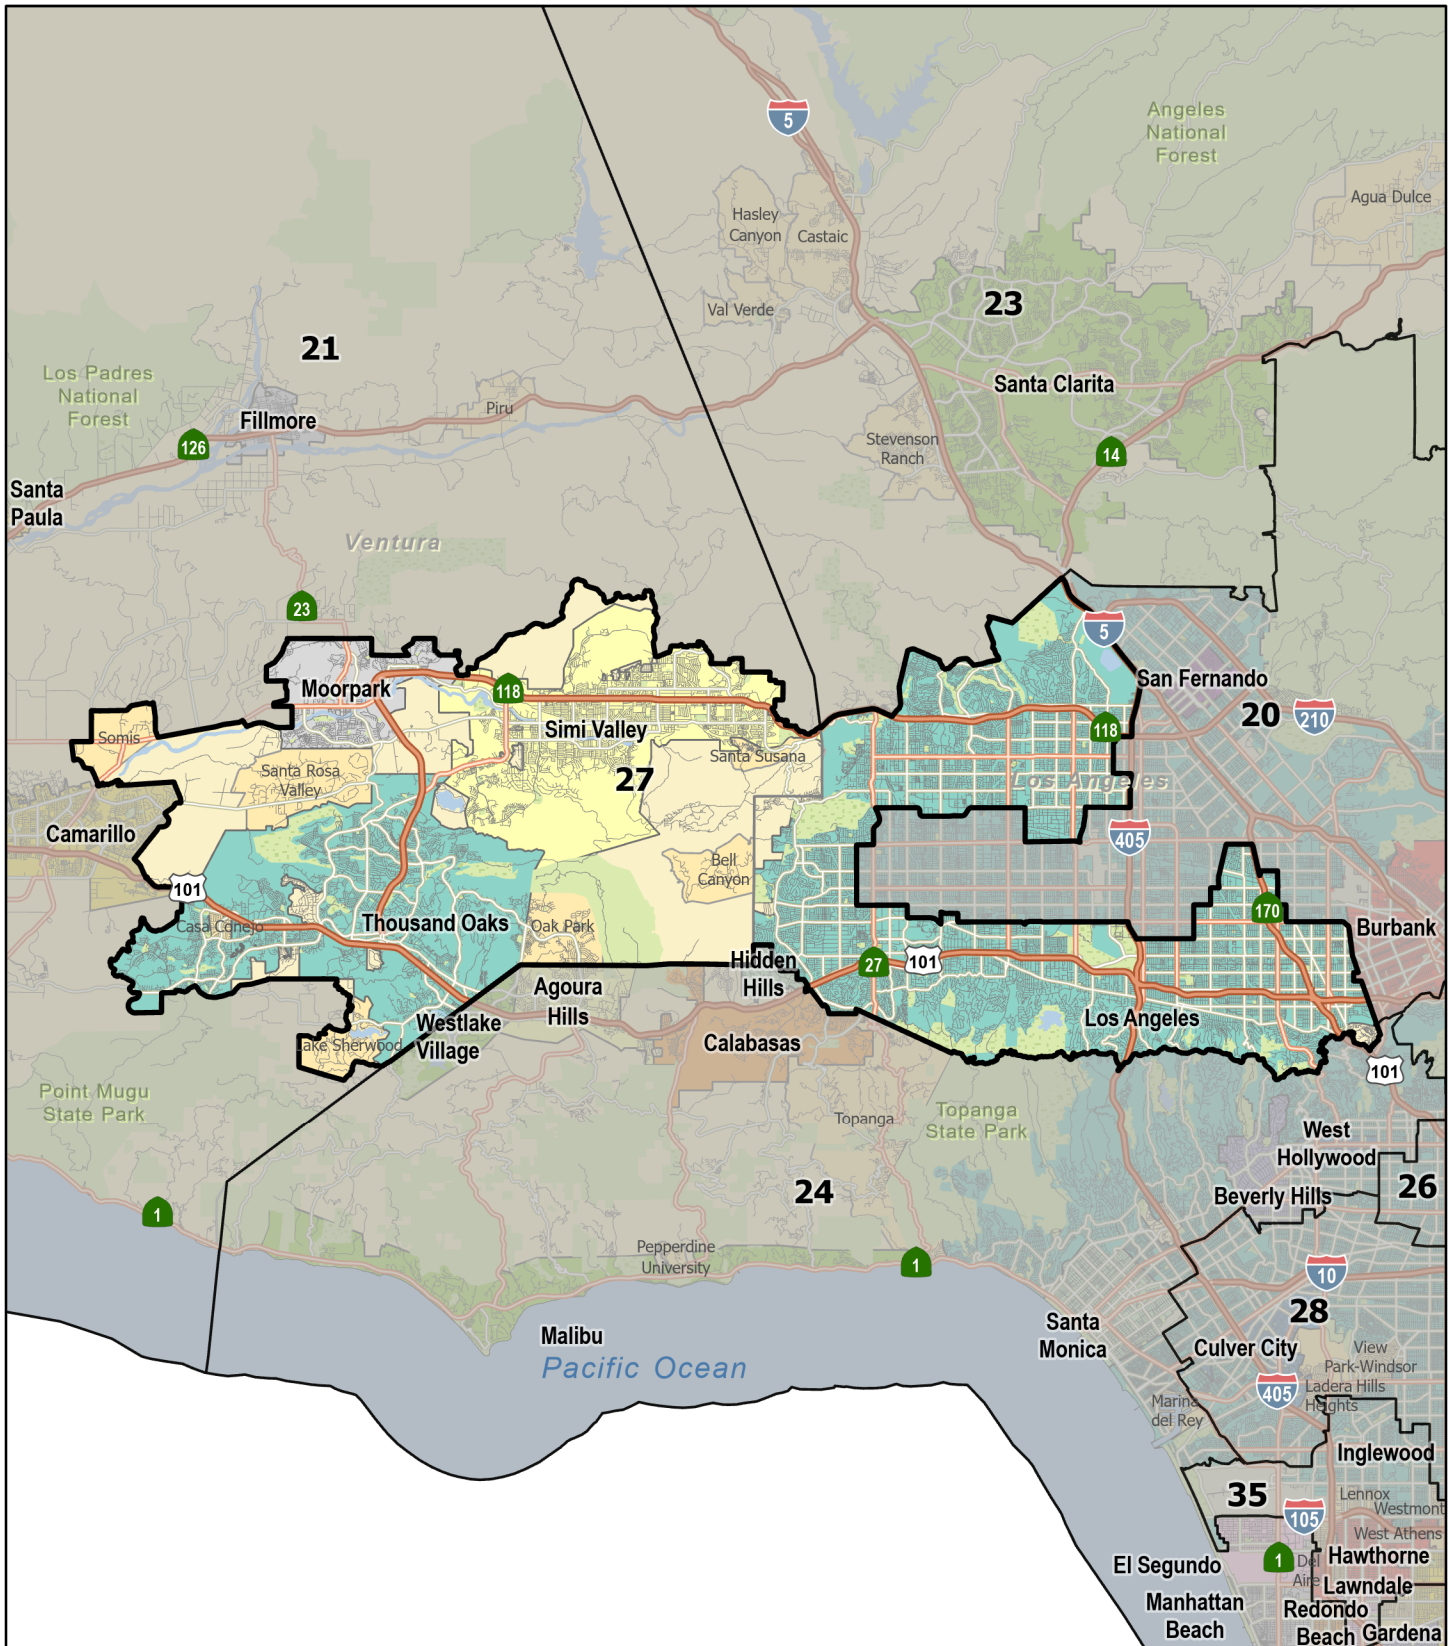 5
Angeles
National
Forest
Agua Dulce
Hasley
Canyon
Castaic
Val Verde
23
21
Los Padres
National
Forest
Santa Clarita
Piru
Fillmore
126
Stevenson
Ranch
14
Santa
Paula
Ventura
23
5
San Fernando
Moorpark
118
20
210
Simi Valley
118
Somis
Santa Susana
Santa Rosa
Valley
27
Los Angeles
Camarillo
405
Bell
Canyon
101
170
Casa Conejo
Thousand Oaks
Oak Park
Burbank
Hidden
Hills
27
101
Agoura
Hills
Westlake
Village
Los Angeles
Calabasas
Lake Sherwood
101
Point Mugu
State Park
Topanga
Topanga
State Park
West
Hollywood
26
24
Beverly Hills
1
Pepperdine
University
1
10
28
Malibu
Santa
Monica
Culver City
View
Park-Windsor
Hills
Pacific Ocean
405
Ladera
Heights
Marina
del Rey
Inglewood
35
Lennox
Westmont
105
West Athens
El Segundo
1
Del
Aire
Hawthorne
Lawndale
Manhattan
Beach
Redondo
Beach
Gardena